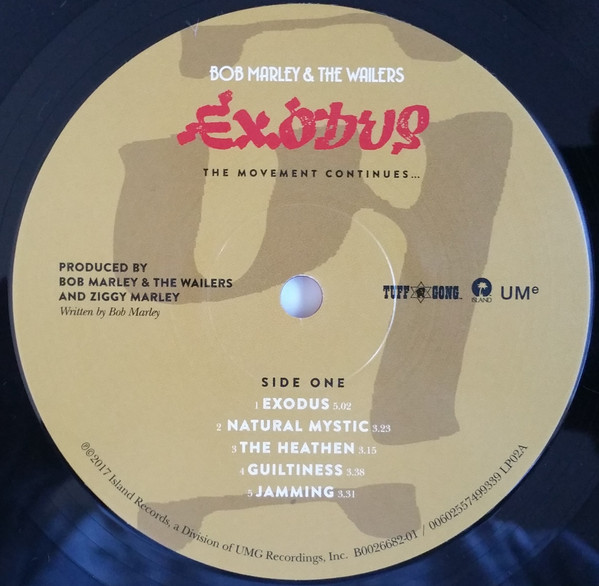 BOB MARLEY & THE WAILERS
EXODUS
THE MOVEMENT CONTINUES...
PRODUCED BY
BOB MARLEY & THE WAILERS
AND ZIGGY MARLEY
Written by Bob Marley
TUFF GONG™
ISLAND
UMe
SIDE ONE
1 EXODUS 5.02
2 NATURAL MYSTIC 3.23
3 THE HEATHEN 3.15
4 GUILTINESS 3.38
5 JAMMING 3.31
℗©2017 Island Records, a Division of UMG Recordings, Inc. B0026682-01 / 00602557499339 LP02A